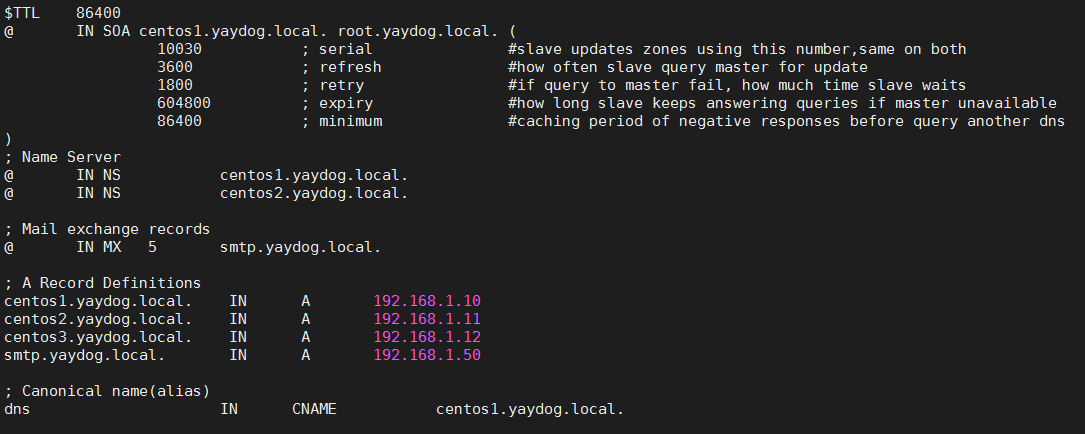 $TTL    86400
@       IN SOA centos1.yaydog.local. root.yaydog.local. (
                 10030           ; serial               #slave updates zones using this number,same on both
                 3600            ; refresh              #how often slave query master for update
                 1800            ; retry                #if query to master fail, how much time slave waits
                 604800          ; expiry               #how long slave keeps answering queries if master unavailable
                 86400           ; minimum              #caching period of negative responses before query another dns
)
; Name Server
@       IN NS           centos1.yaydog.local.
@       IN NS           centos2.yaydog.local.

; Mail exchange records
@       IN MX   5       smtp.yaydog.local.

; A Record Definitions
centos1.yaydog.local.    IN      A       192.168.1.10
centos2.yaydog.local.    IN      A       192.168.1.11
centos3.yaydog.local.    IN      A       192.168.1.12
smtp.yaydog.local.       IN      A       192.168.1.50

; Canonical name(alias)
dns                     IN      CNAME           centos1.yaydog.local.